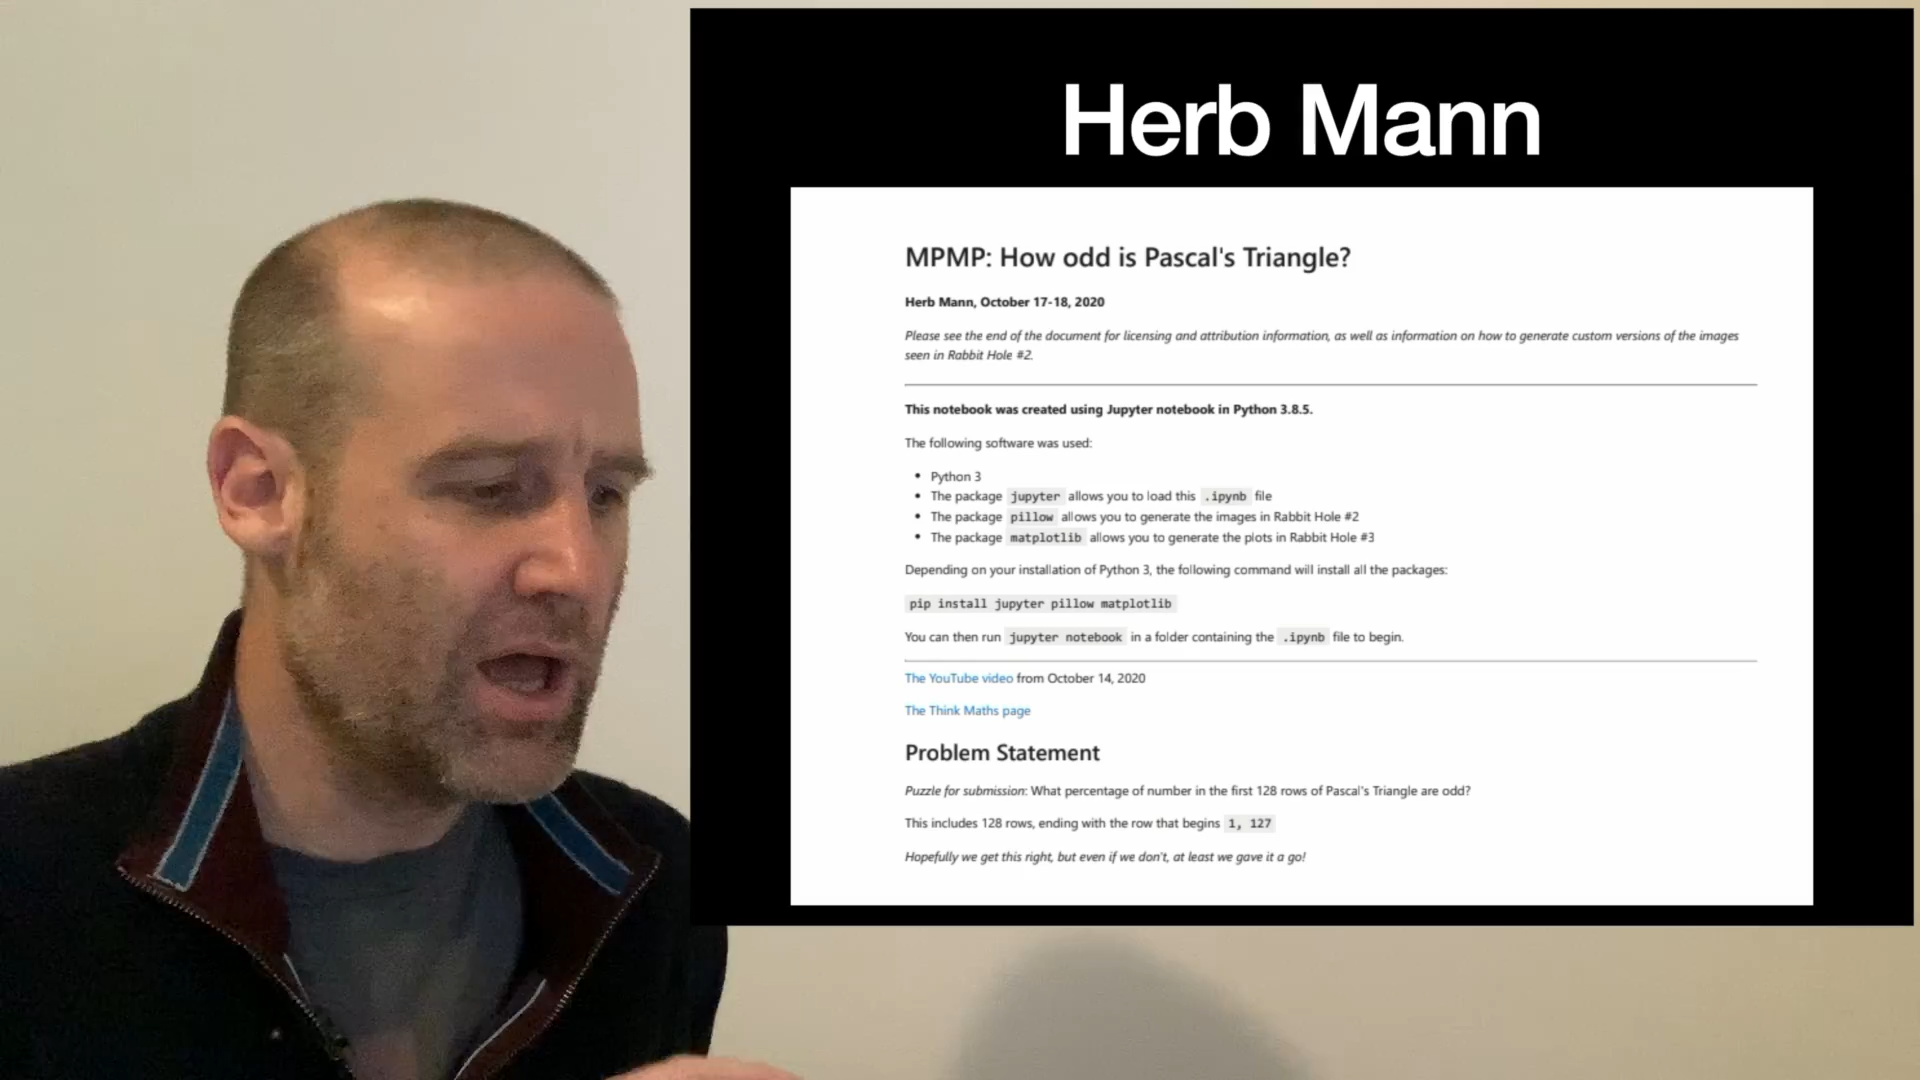 Herb Mann
MPMP: How odd is Pascal's Triangle?
Herb Mann, October 17-18, 2020
Please see the end of the document for licensing and attribution information, as well as information on how to generate custom versions of the images
seen in Rabbit Hole #2.
This notebook was created using Jupyter notebook in Python 3.8.5.
The following software was used:
• Python 3
• The package jupyter allows you to load this .ipynb file
• The package pillow allows you to generate the images in Rabbit Hole #2
• The package matplotlib allows you to generate the plots in Rabbit Hole #3
Depending on your installation of Python 3, the following command will install all the packages:
pip install jupyter pillow matplotlib
You can then run jupyter notebook in a folder containing the .ipynb file to begin.
The YouTube video from October 14, 2020
The Think Maths page
Problem Statement
Puzzle for submission: What percentage of number in the first 128 rows of Pascal's Triangle are odd?
This includes 128 rows, ending with the row that begins 1, 127
Hopefully we get this right, but even if we don't, at least we gave it a go!